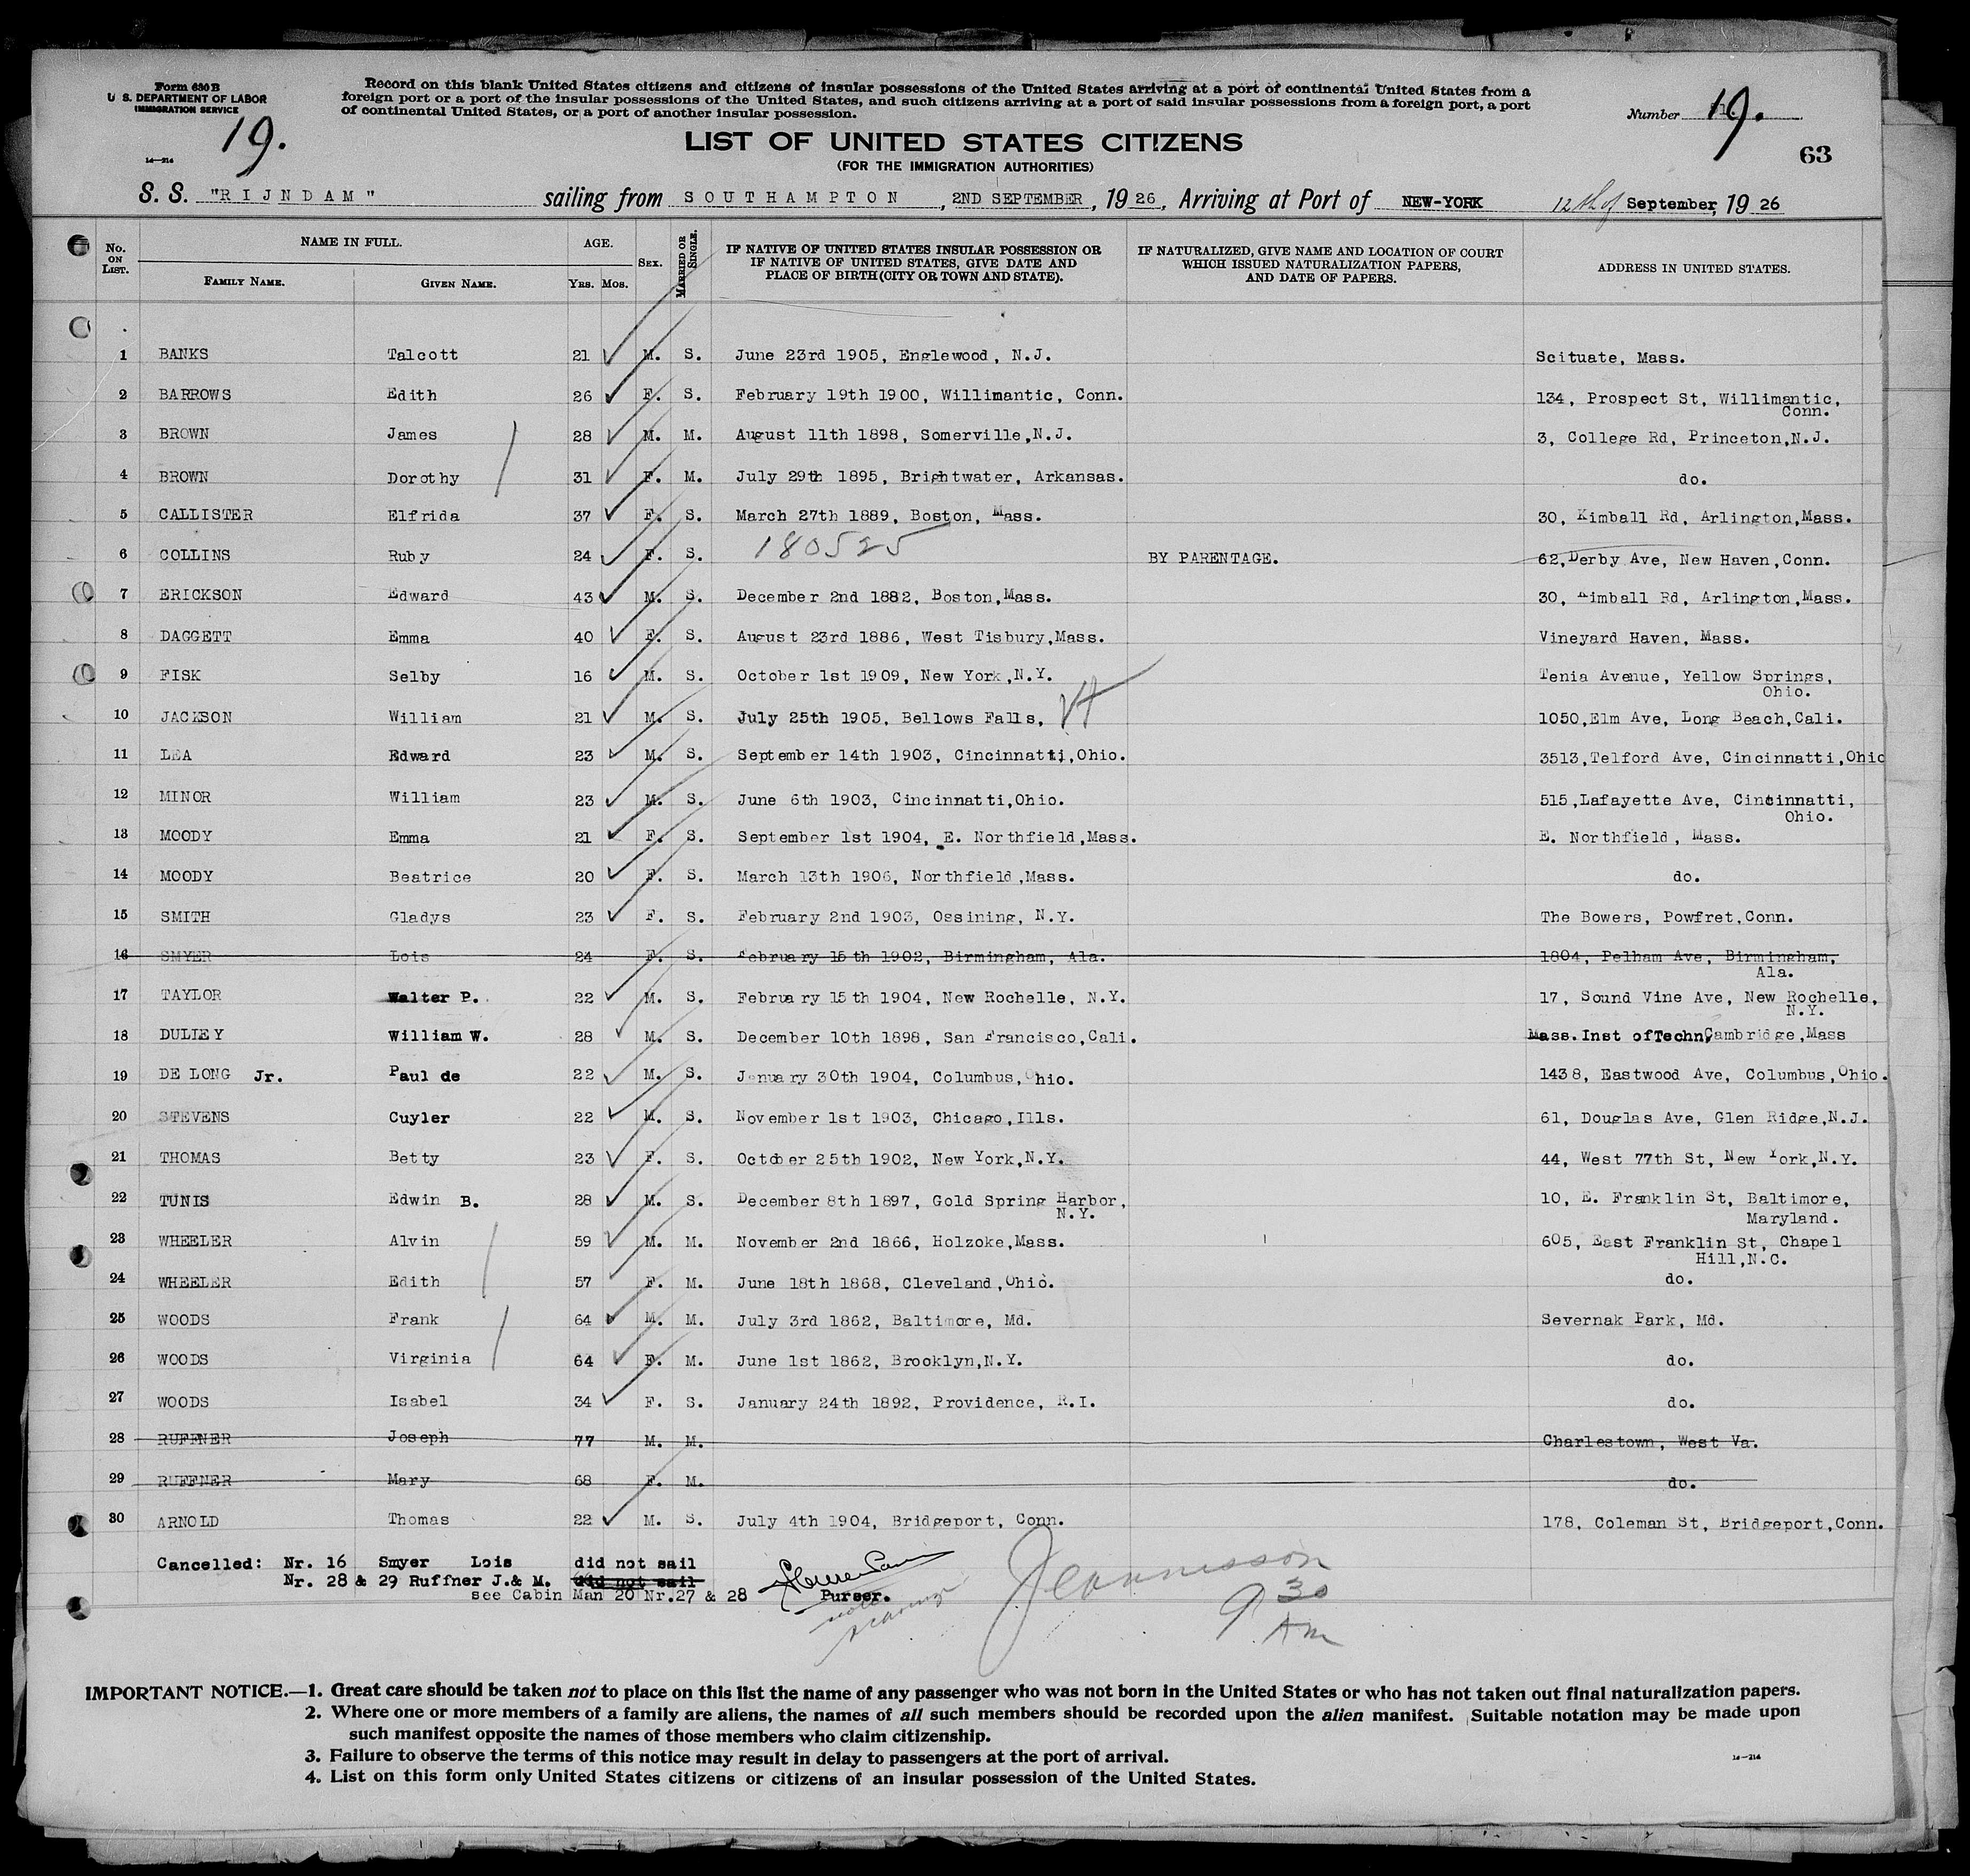 Form 630 B
U. S. DEPARTMENT OF LABOR
IMMIGRATION SERVICE
19.
14—214
Record on this blank United States citizens and citizens of insular possessions of the United States arriving at a port of continental United States from a
foreign port or a port of the insular possessions of the United States, and such citizens arriving at a port of said insular possessions from a foreign port, a port
of continental United States, or a port of another insular possession.
Number 19.
LIST OF UNITED STATES CITIZENS
(FOR THE IMMIGRATION AUTHORITIES)
63
S. S. "RIJNDAM" sailing from SOUTHAMPTON, 2ND SEPTEMBER, 1926, Arriving at Port of NEW-YORK 12th of September, 1926
No. ON LIST. NAME IN FULL. FAMILY NAME. GIVEN NAME. AGE. YRS. MOS. SEX. MARRIED OR SINGLE. IF NATIVE OF UNITED STATES INSULAR POSSESSION OR IF NATIVE OF UNITED STATES, GIVE DATE AND PLACE OF BIRTH (CITY OR TOWN AND STATE). IF NATURALIZED, GIVE NAME AND LOCATION OF COURT WHICH ISSUED NATURALIZATION PAPERS, AND DATE OF PAPERS. ADDRESS IN UNITED STATES.
1 BANKS Talcott 21 M. S. June 23rd 1905, Englewood, N.J. Scituate, Mass.
2 BARROWS Edith 26 F. S. February 19th 1900, Willimantic, Conn. 134, Prospect St, Willimantic,
Conn.
3 BROWN James 28 M. M. August 11th 1898, Somerville,N.J. 3, College Rd, Princeton,N.J.
4 BROWN Dorothy 31 F. M. July 29th 1895, Brightwater, Arkansas. do.
5 CALLISTER Elfrida 37 F. S. March 27th 1889, Boston, Mass. 30, Kimball Rd, Arlington,Mass.
6 COLLINS Ruby 24 F. S. 180525 BY PARENTAGE. 62,Derby Ave, New Haven,Conn.
7 ERICKSON Edward 43 M. S. December 2nd 1882, Boston,Mass. 30, Kimball Rd, Arlington,Mass.
8 DAGGETT Emma 40 F. S. August 23rd 1886, West Tisbury,Mass. Vineyard Haven, Mass.
9 FISK Selby 16 M. S. October 1st 1909, New York,N.Y. Tenia Avenue, Yellow Springs,
Ohio.
10 JACKSON William 21 M. S. July 25th 1905, Bellows Falls, Vt 1050,Elm Ave, Long Beach,Cali.
11 LEA Edward 23 M. S. September 14th 1903, Cincinnatti,Ohio. 3513,Telford Ave, Cincinnatti,Ohio
12 MINOR William 23 M. S. June 6th 1903, Cincinnatti,Ohio. 515,Lafayette Ave, Cincinnatti,
Ohio.
13 MOODY Emma 21 F. S. September 1st 1904, E. Northfield,Mass. E. Northfield, Mass.
14 MOODY Beatrice 20 F. S. March 13th 1906, Northfield,Mass. do.
15 SMITH Gladys 23 F. S. February 2nd 1903, Ossining, N.Y. The Bowers, Powfret,Conn.
16 SMYER Lois 24 F. S. February 15th 1902, Birmingham, Ala. 1804, Pelham Ave, Birmingham,
Ala.
17 TAYLOR Walter P. 22 M. S. February 15th 1904, New Rochelle, N.Y. 17, Sound Vine Ave, New Rochelle,
N.Y.
18 DULIEY William W. 28 M. S. December 10th 1898, San Francisco,Cali. Mass.Inst ofTechn,Cambridge,Mass
19 DE LONG Jr. Paul de 22 M. S. January 30th 1904, Columbus,Ohio. 1438, Eastwood Ave, Columbus,Ohio.
20 STEVENS Cuyler 22 M. S. November 1st 1903, Chicago,Ills. 61, Douglas Ave, Glen Ridge,N.J.
21 THOMAS Betty 23 F. S. October 25th 1902, New York,N.Y. 44, West 77th St, New York,N.Y.
22 TUNIS Edwin B. 28 M. S. December 8th 1897, Gold Spring Harbor, 10, E. Franklin St, Baltimore,
N.Y. Maryland.
23 WHEELER Alvin 59 M. M. November 2nd 1866, Holzoke,Mass. 605, East Franklin St, Chapel
Hill,N.C.
24 WHEELER Edith 57 F. M. June 18th 1868, Cleveland,Ohio. do.
25 WOODS Frank 64 M. M. July 3rd 1862, Baltimore, Md. Severnak Park, Md.
26 WOODS Virginia 64 F. M. June 1st 1862, Brooklyn,N.Y. do.
27 WOODS Isabel 34 F. S. January 24th 1892, Providence, R.I. do.
28 RUFFNER Joseph 77 M. M. Charlestown, West Va.
29 RUFFNER Mary 68 F. M. do.
30 ARNOLD Thomas 22 M. S. July 4th 1904, Bridgeport, Conn. 178, Coleman St, Bridgeport,Conn.
Cancelled: Nr. 16 Smyer Lois did not sail
Nr. 28 & 29 Ruffner J.& M. did not sail
see Cabin Man 20 Nr.27 & 28 Purser.
9 30
Am
IMPORTANT NOTICE.—1. Great care should be taken not to place on this list the name of any passenger who was not born in the United States or who has not taken out final naturalization papers.
2. Where one or more members of a family are aliens, the names of all such members should be recorded upon the alien manifest. Suitable notation may be made upon
such manifest opposite the names of those members who claim citizenship.
3. Failure to observe the terms of this notice may result in delay to passengers at the port of arrival.
14—214
4. List on this form only United States citizens or citizens of an insular possession of the United States.